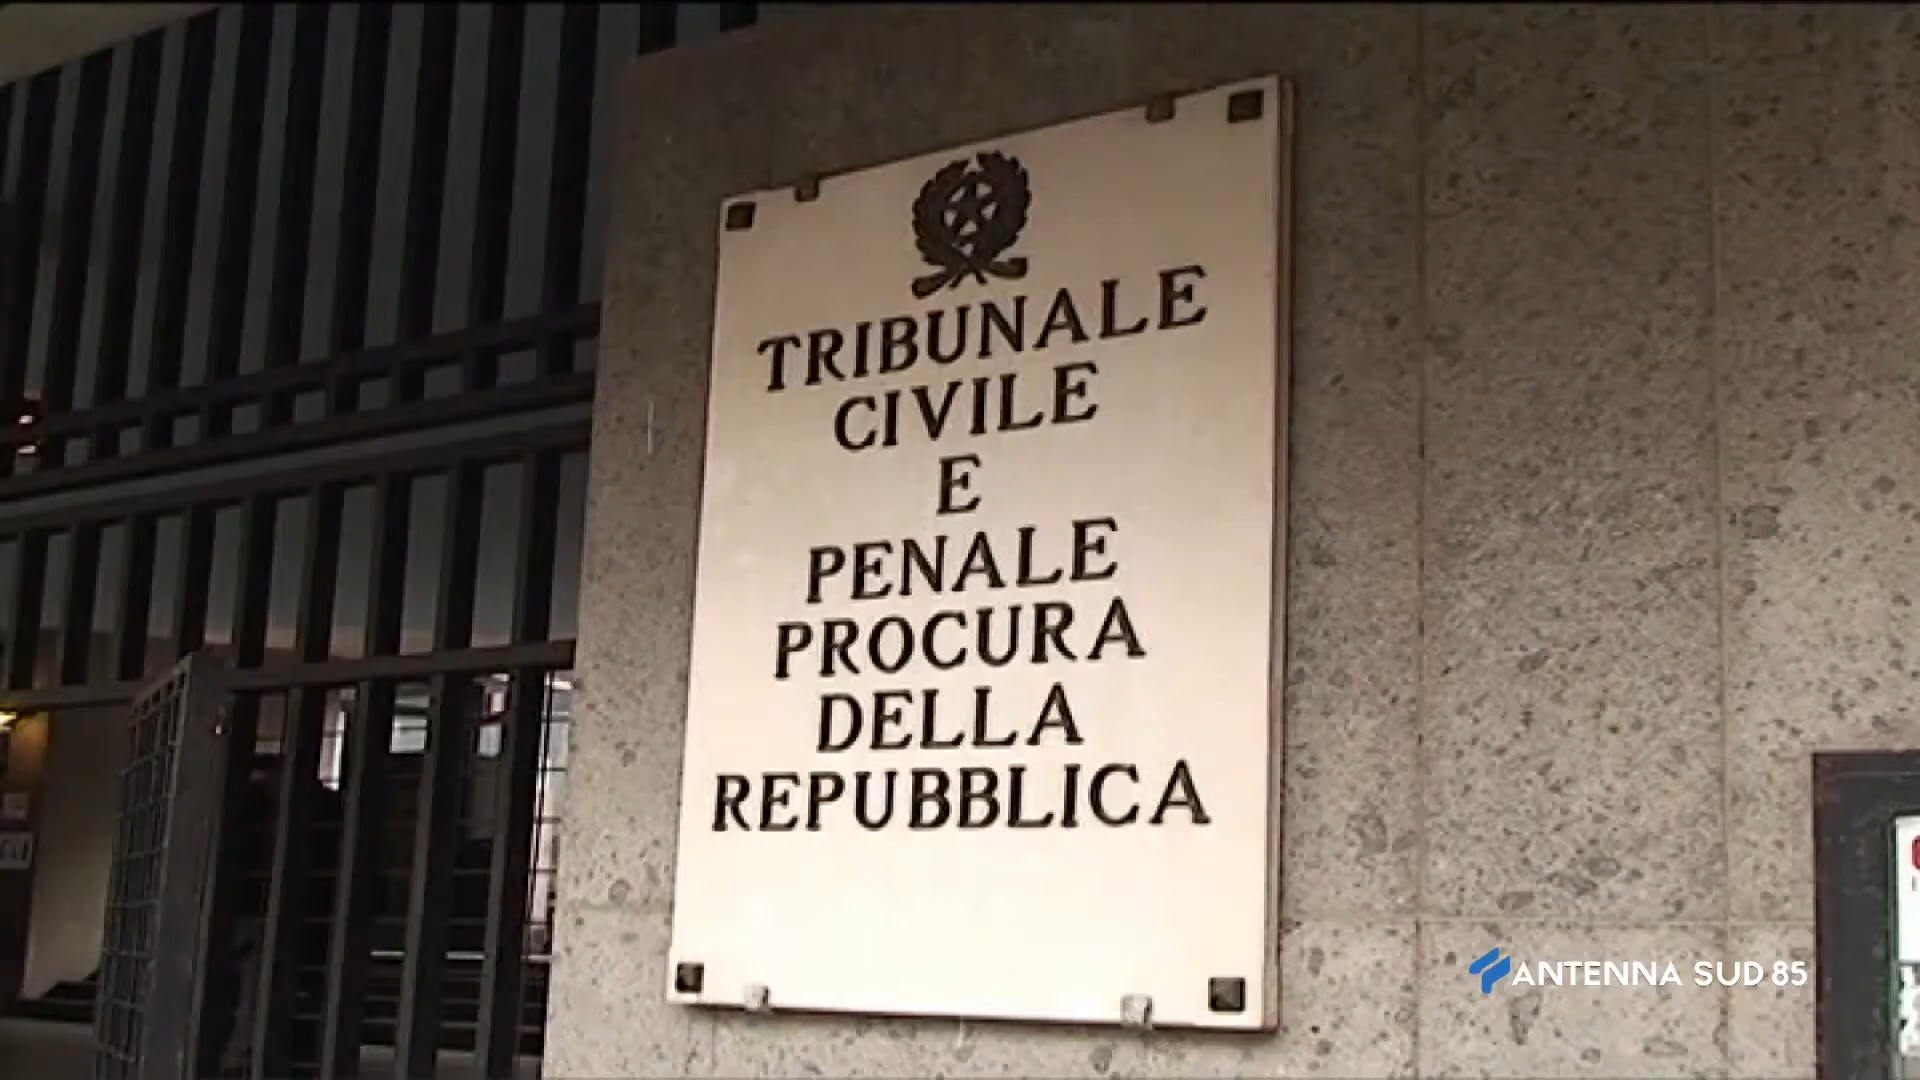 TRIBUNALE
CIVILE
E
PENALE
PROCURA
DELLA
REPUBBLICA
ANTENNA SUD 85